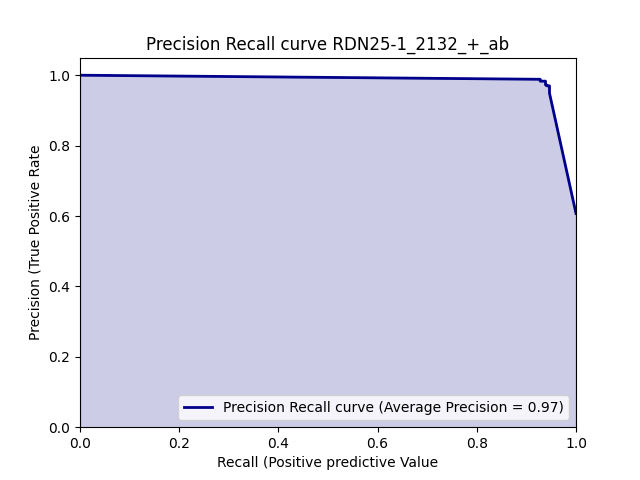 Precision Recall curve RDN25-1_2132_+_ab
Precision (True Positive Rate
1.0
0.8
0.6
0.4
0.2
0.0
0.0 0.2 0.4 0.6 0.8 1.0
Precision Recall curve (Average Precision = 0.97)
Recall (Positive predictive Value